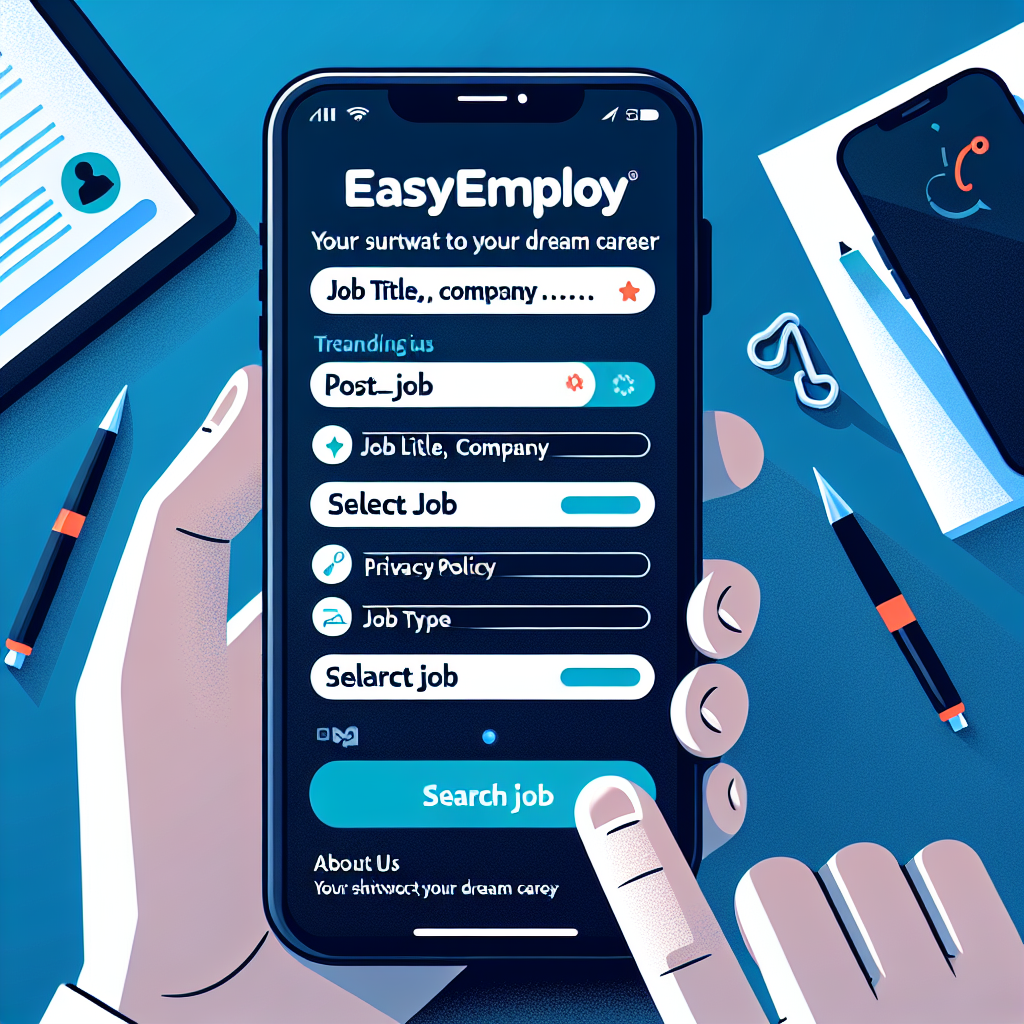 EasyEmploy
Your surtwat to your dream career
Job Title,, company ......
Treandingius
Post_job
Job Litle, Company
Select Job
Privacy Policy
Job Type
Selarct job
Search job
About Us
Your shirwoct your dream carey